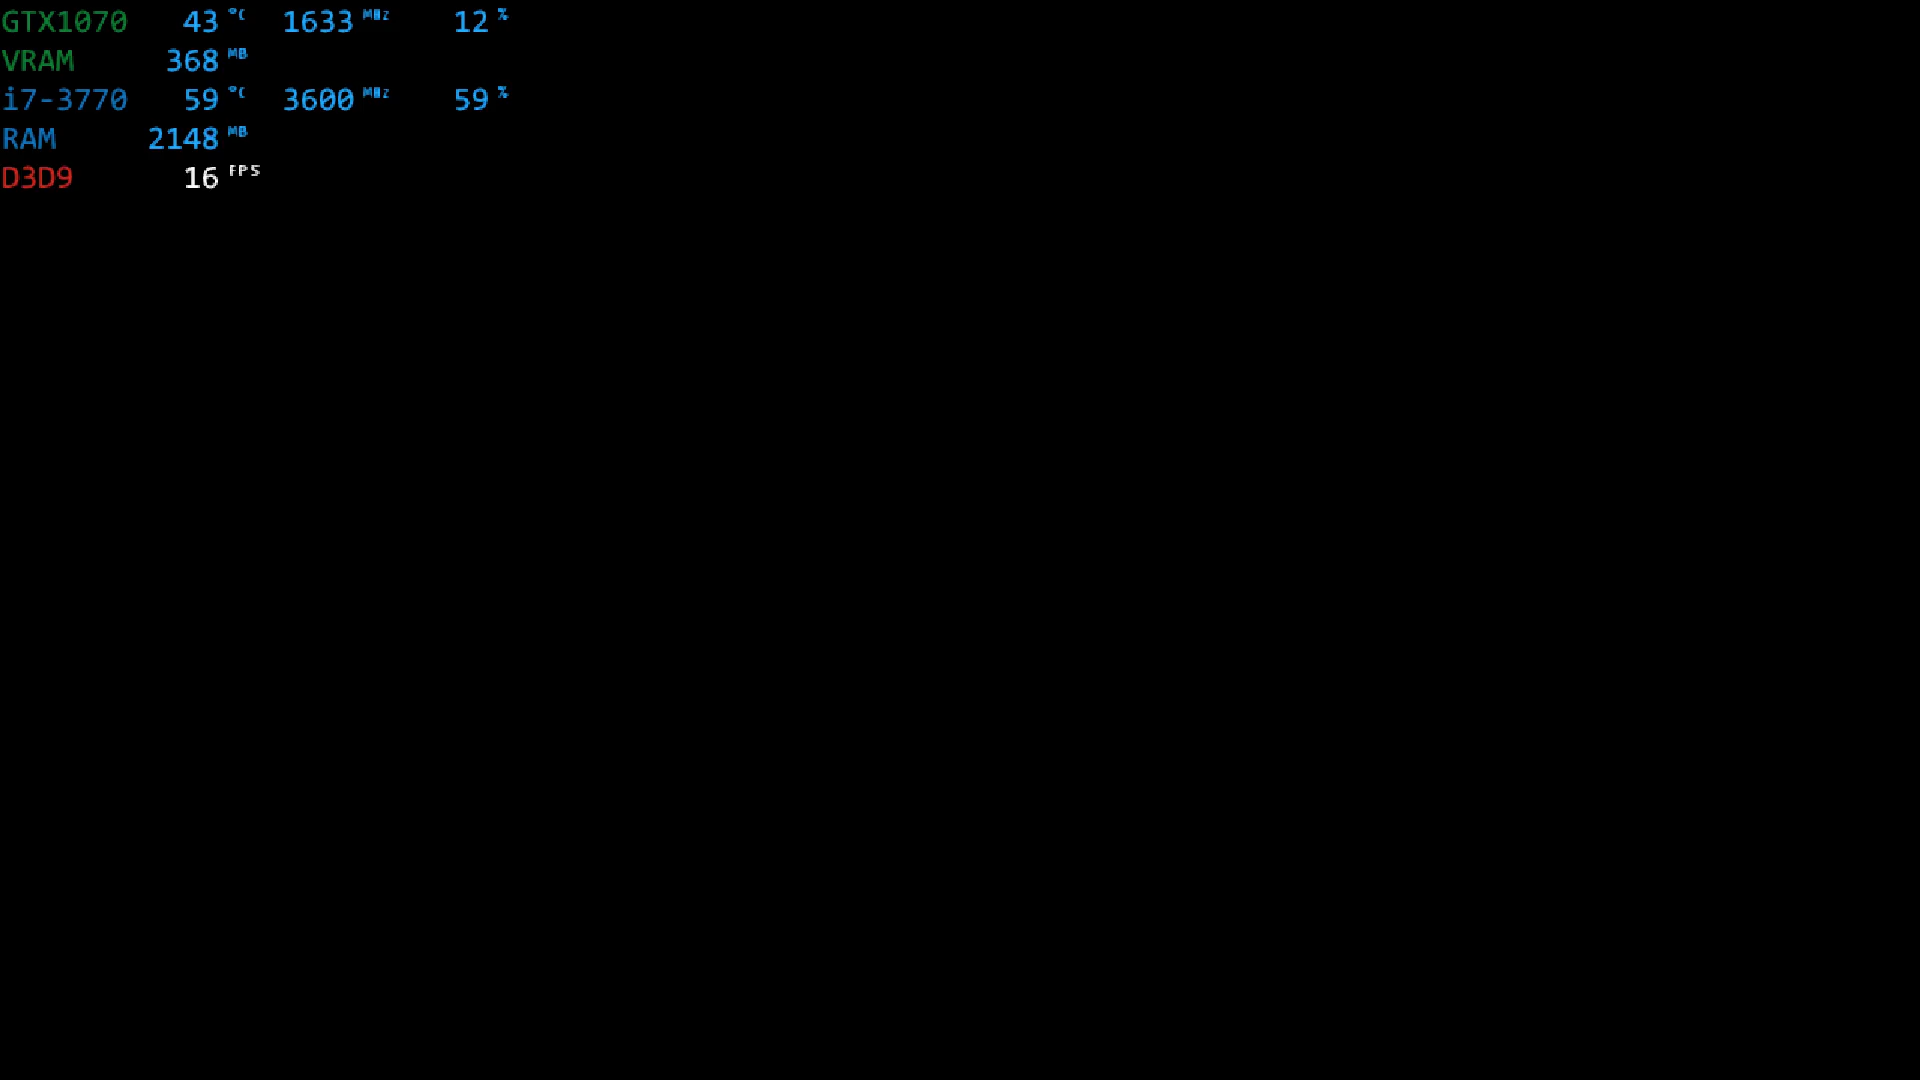 GTX1070 43 °C 1633 MHz 12 %
VRAM 368 MB
i7-3770 59 °C 3600 MHz 59 %
RAM 2148 MB
D3D9 16 FPS